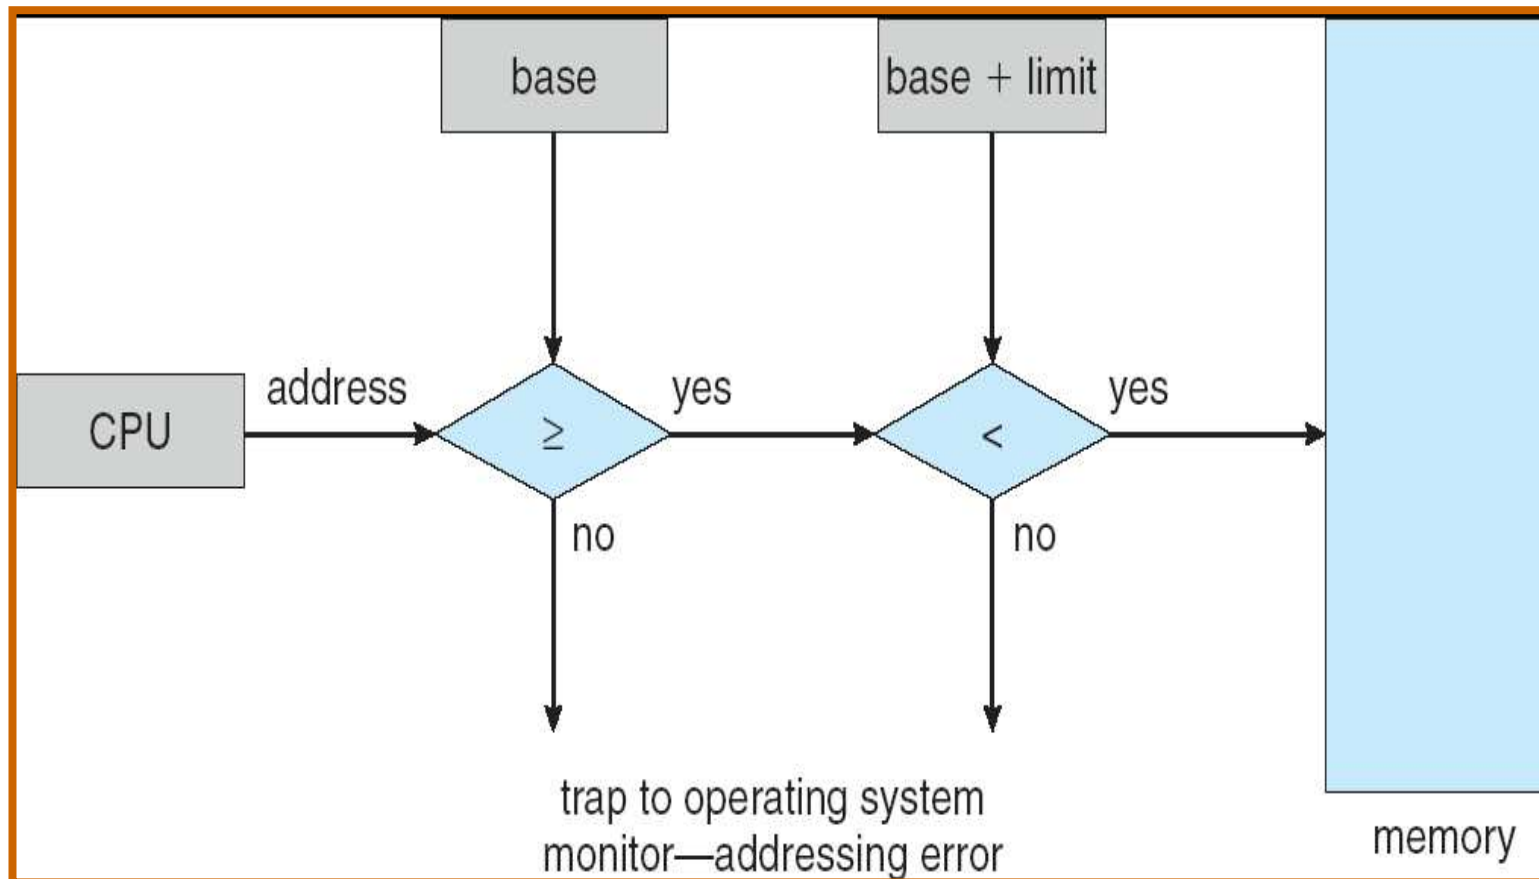 base
base + limit
address
yes
yes
CPU
≥
<
no
no
trap to operating system
monitor—addressing error
memory